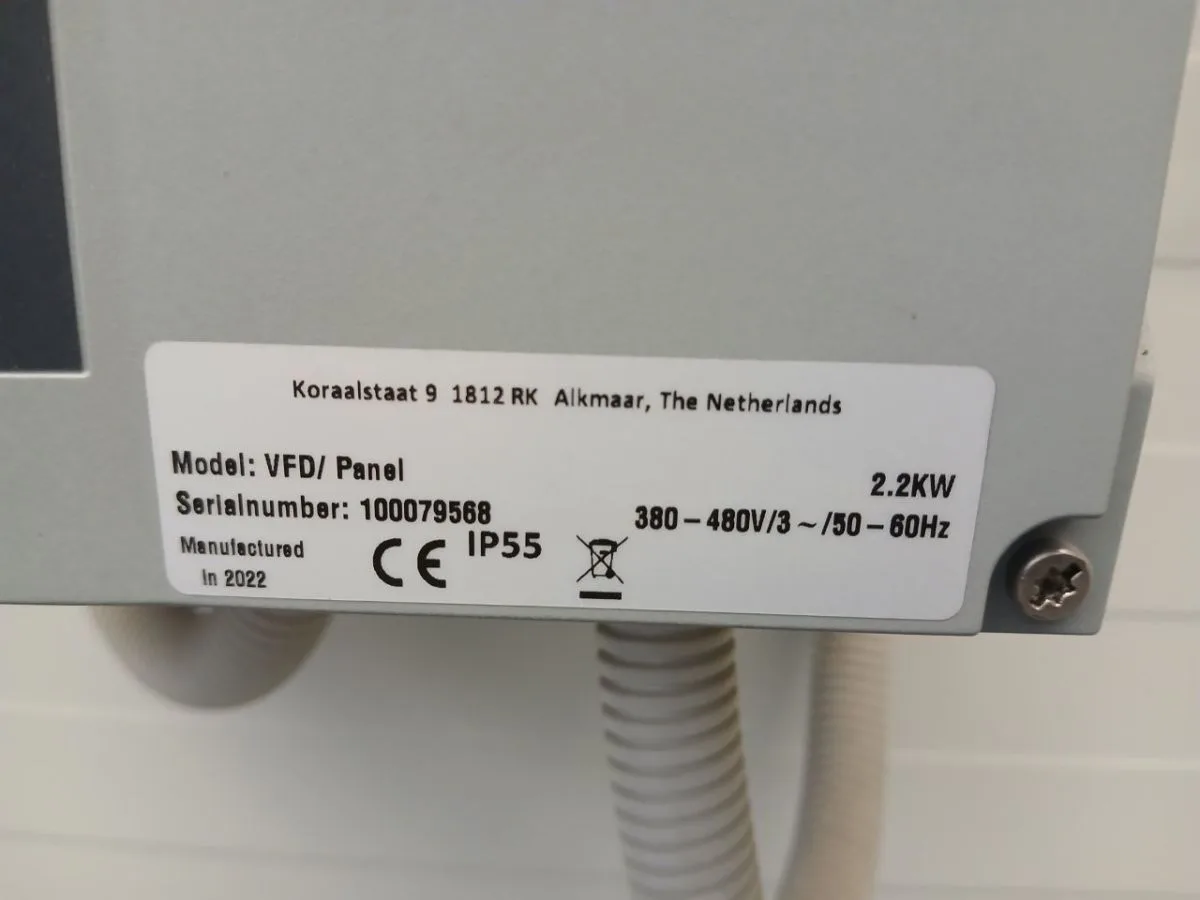 Koraalstaat 9 1812 RK Alkmaar, The Netherlands
Model: VFD/ Panel
2.2KW
Serialnumber: 100079568
380 – 480V/3 ~ /50 – 60Hz
Manufactured
In 2022
CE IP55